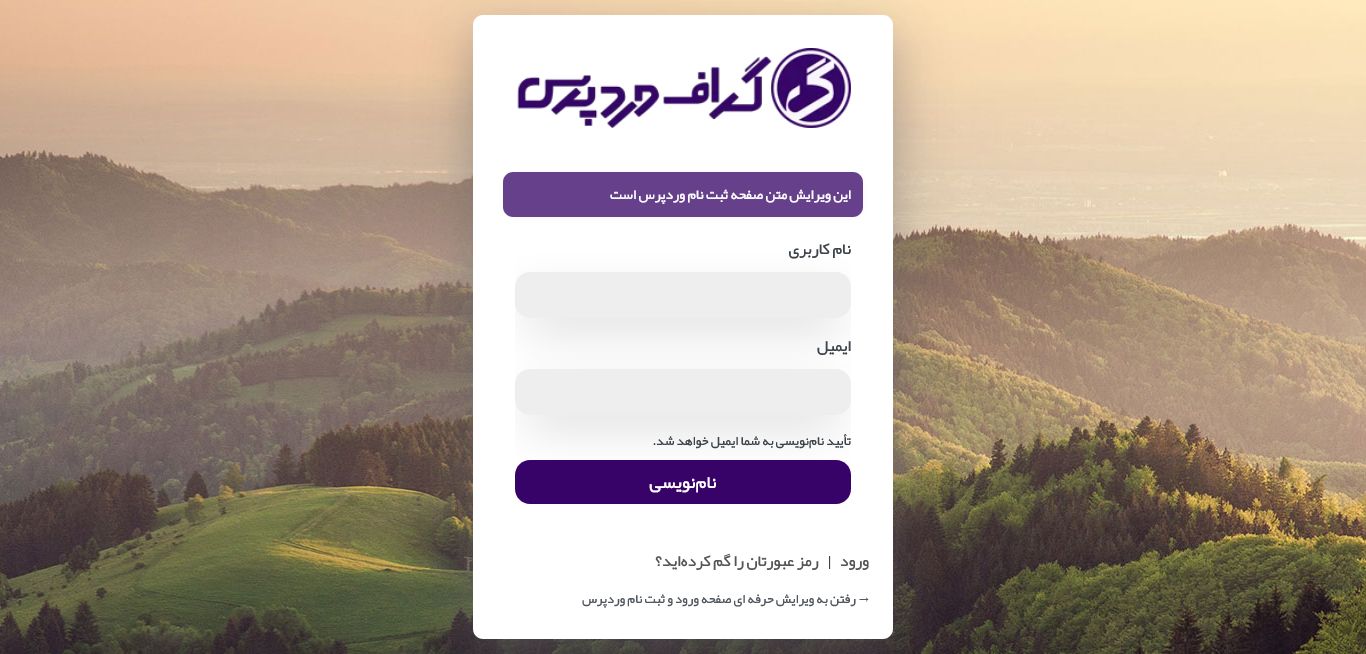 گراف وردپرس
این ویرایش متن صفحه ثبت نام وردپرس است
نام کاربری
ایمیل
تأیید نام‌نویسی به شما ایمیل خواهد شد.
نام‌نویسی
ورود | رمز عبورتان را گم کرده‌اید؟
→ رفتن به ویرایش حرفه ای صفحه ورود و ثبت نام وردپرس